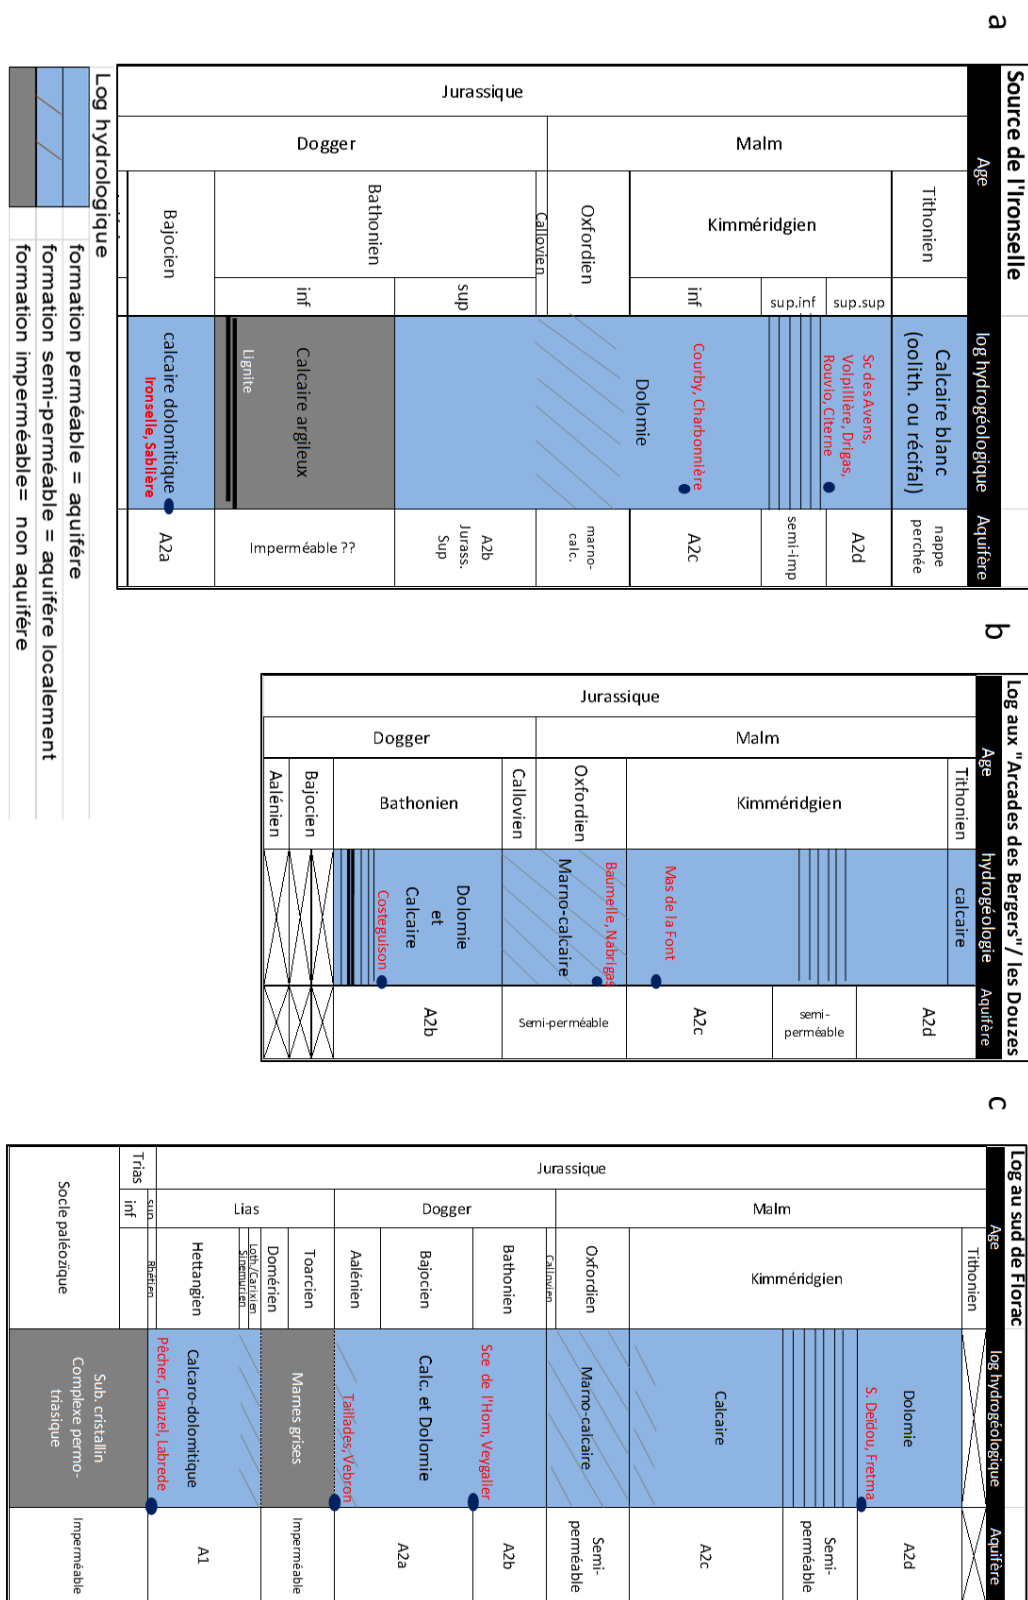 a
Source de l'Ironselle
Age
log hydrogéologique
Aquifère
Jurassique
Malm
Dogger
Tithonien
Kimméridgien
Oxfordien
Callovien
Bathonien
Bajocien
sup.sup
sup.inf
inf
sup
inf
Calcaire blanc
(oolith. ou récifal)
Sc des Avens,
Volpillière, Drigas,
Rouvio, Citerne
Courby, Charbonnière
Dolomie
Calcaire argileux
Lignite
calcaire dolomitique
Ironselle, Sablière
nappe
perchée
A2d
semi-imp
A2c
marno-
calc.
A2b
Jurass.
Sup
Imperméable ??
A2a
Log hydrologique
formation perméable = aquifére
formation semi-perméable = aquifére localement
formation imperméable= non aquifére
b
Log aux "Arcades des Bergers"/ les Douzes
Age
hydrogéologie
Aquifère
Jurassique
Malm
Dogger
Tithonien
Kimméridgien
Oxfordien
Callovien
Bathonien
Bajocien
Aalénien
calcaire
Mas de la Font
Baumelle, Nabrigas
Marno-calcaire
Dolomie
et
Calcaire
Costeguison
A2d
semi-
perméable
A2c
Semi-perméable
A2b
c
Log au sud de Florac
Age
log hydrogéologique
Aquifère
Jurassique
Trias
Malm
Dogger
Lias
sup
inf
Tithonien
Kimméridgien
Oxfordien
Callovien
Bathonien
Bajocien
Aalénien
Toarcien
Domérien
Loth./Carixien
Sinémurien
Hettangien
Rhétien
Socle paléozïque
Dolomie
S. Deïdou, Fretma
Calcaire
Marno-calcaire
Sce de l'Hom, Veygalier
Calc. et Dolomie
Taillades, Vebron
Marnes grises
Calcaro-dolomitique
Pêcher, Clauzel, Labrede
Sub. cristallin
Complexe permo-
triasique
A2d
Semi-
perméable
A2c
Semi-
perméable
A2b
A2a
Imperméable
A1
Imperméable